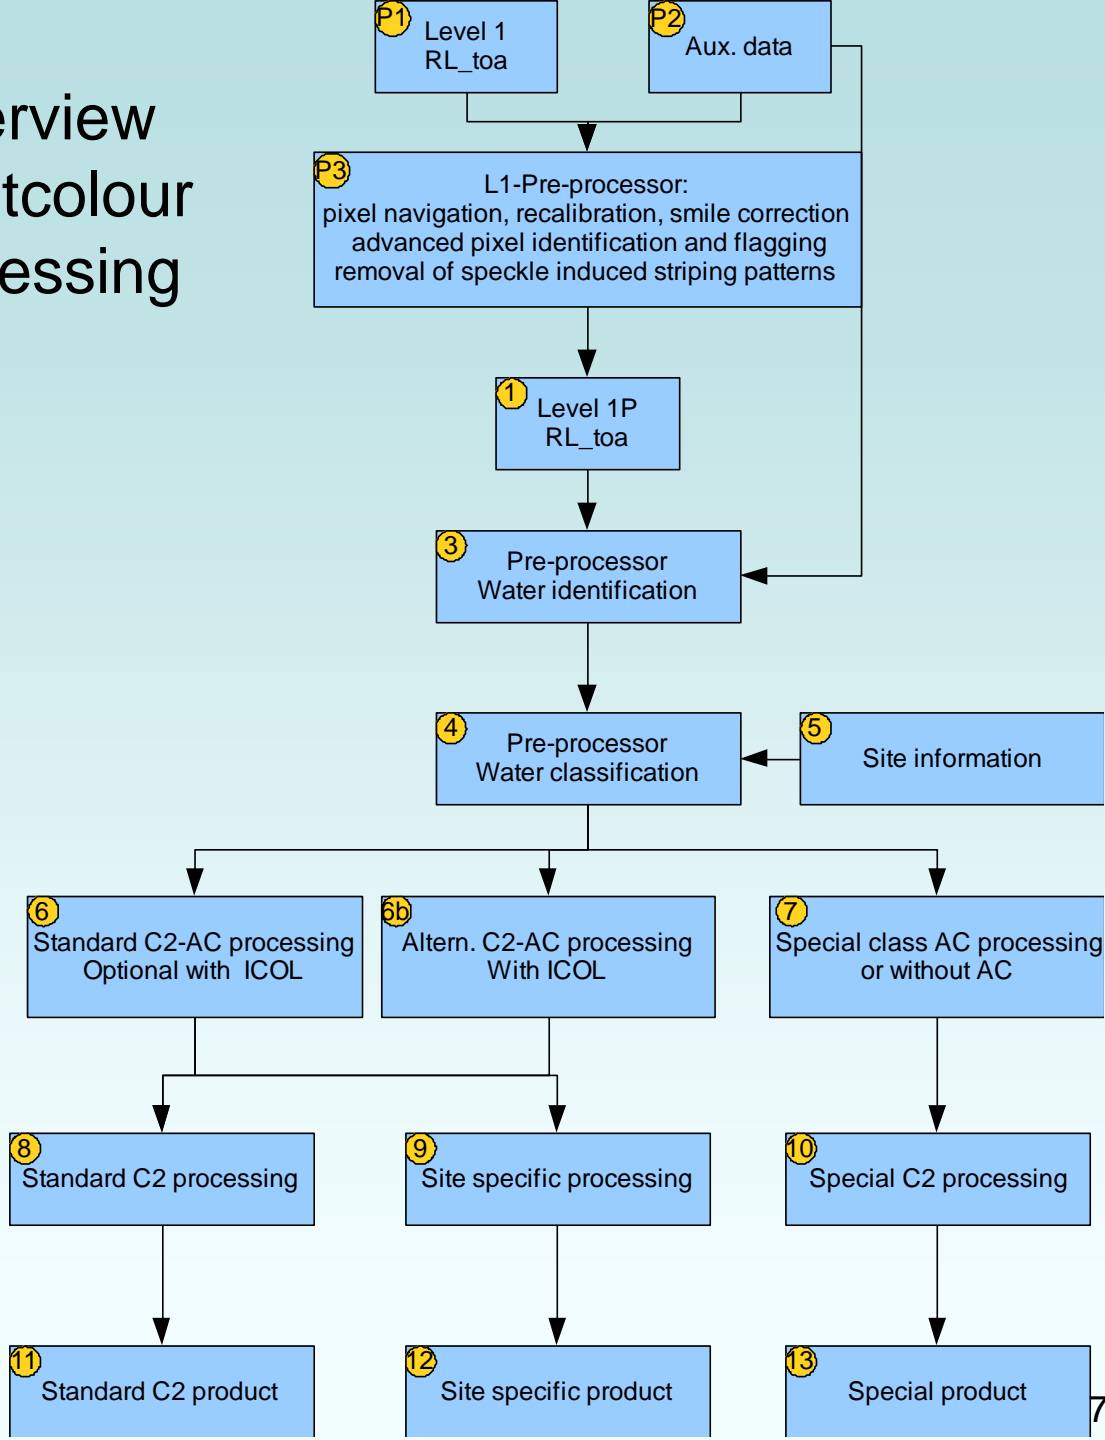 P1
Level 1
RL_toa
P2
Aux. data
erview
tcolour
essing
P3
L1-Pre-processor:
pixel navigation, recalibration, smile correction
advanced pixel identification and flagging
removal of speckle induced striping patterns
1
Level 1P
RL_toa
3
Pre-processor
Water identification
4
Pre-processor
Water classification
5
Site information
6
Standard C2-AC processing
Optional with ICOL
6b
Altern. C2-AC processing
With ICOL
7
Special class AC processing
or without AC
8
Standard C2 processing
9
Site specific processing
10
Special C2 processing
11
Standard C2 product
12
Site specific product
13
Special product
7